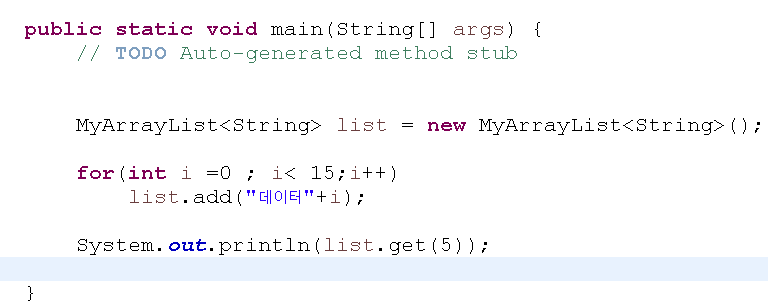 public static void main(String[] args) {
// TODO Auto-generated method stub
MyArrayList<String> list = new MyArrayList<String>();
for(int i =0 ; i< 15;i++)
list.add("데이터"+i);
System.out.println(list.get(5));
}